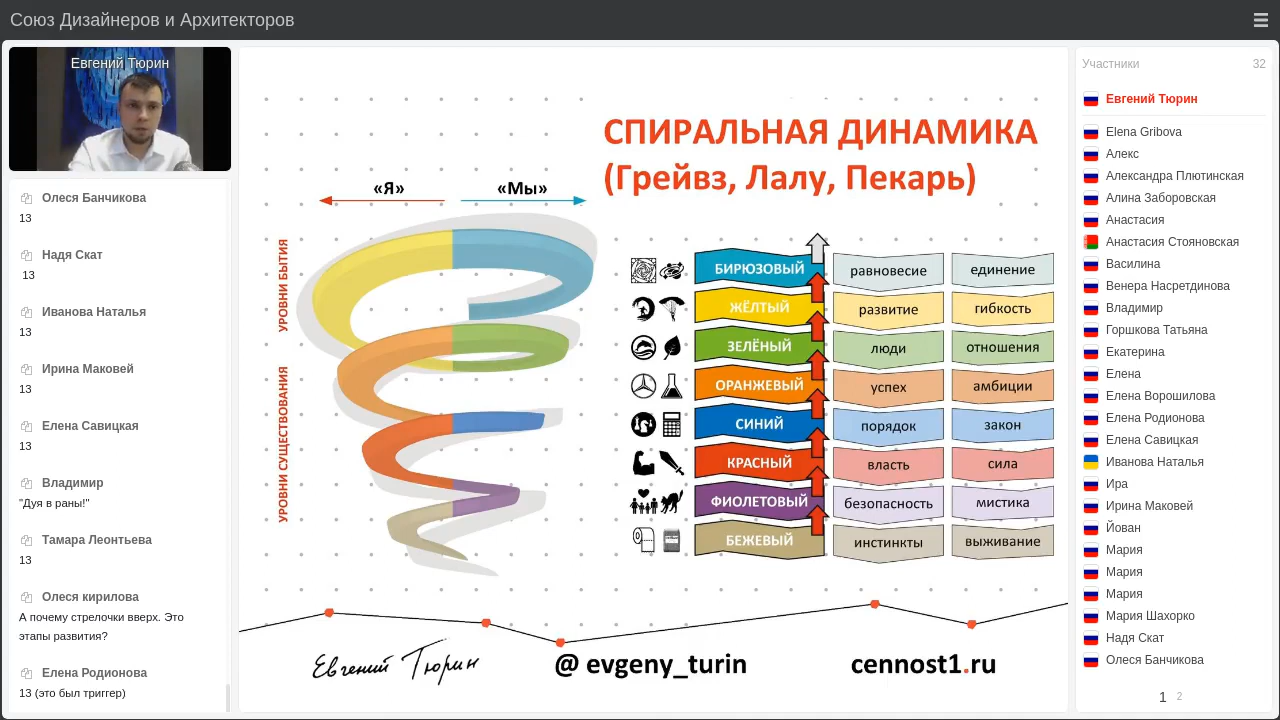 Союз Дизайнеров и Архитекторов
Евгений Тюрин
Олеся Банчикова
13
Надя Скат
13
Иванова Наталья
13
Ирина Маковей
13
Елена Савицкая
13
Владимир
"Дуя в раны!"
Тамара Леонтьева
13
Олеся кирилова
А почему стрелочки вверх. Это
этапы развития?
Елена Родионова
13 (это был триггер)
СПИРАЛЬНАЯ ДИНАМИКА
(Грейвз, Лалу, Пекарь)
«Я» «Мы»
УРОВНИ БЫТИЯ
УРОВНИ СУЩЕСТВОВАНИЯ
БИРЮЗОВЫЙ равновесие единение
ЖЁЛТЫЙ развитие гибкость
ЗЕЛЁНЫЙ люди отношения
ОРАНЖЕВЫЙ успех амбиции
СИНИЙ порядок закон
КРАСНЫЙ власть сила
ФИОЛЕТОВЫЙ безопасность мистика
БЕЖЕВЫЙ инстинкты выживание
Евгений Тюрин
@ evgeny_turin
cennost1.ru
Участники 32
Евгений Тюрин
Elena Gribova
Алекс
Александра Плютинская
Алина Заборовская
Анастасия
Анастасия Стояновская
Василина
Венера Насретдинова
Владимир
Горшкова Татьяна
Екатерина
Елена
Елена Ворошилова
Елена Родионова
Елена Савицкая
Иванова Наталья
Ира
Ирина Маковей
Йован
Мария
Мария
Мария
Мария Шахорко
Надя Скат
Олеся Банчикова
1 2